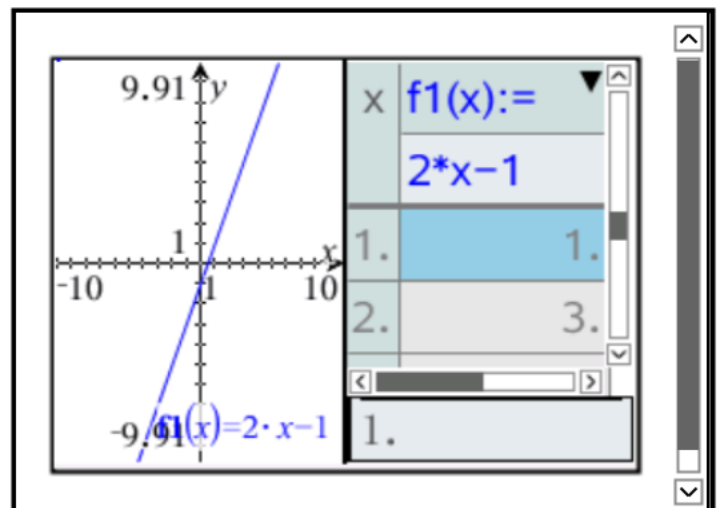 9.91 y
1
x
-10 1 10
-9.91
f1(x)=2·x−1
x f1(x):=
2*x−1
1. 1.
2. 3.
1.